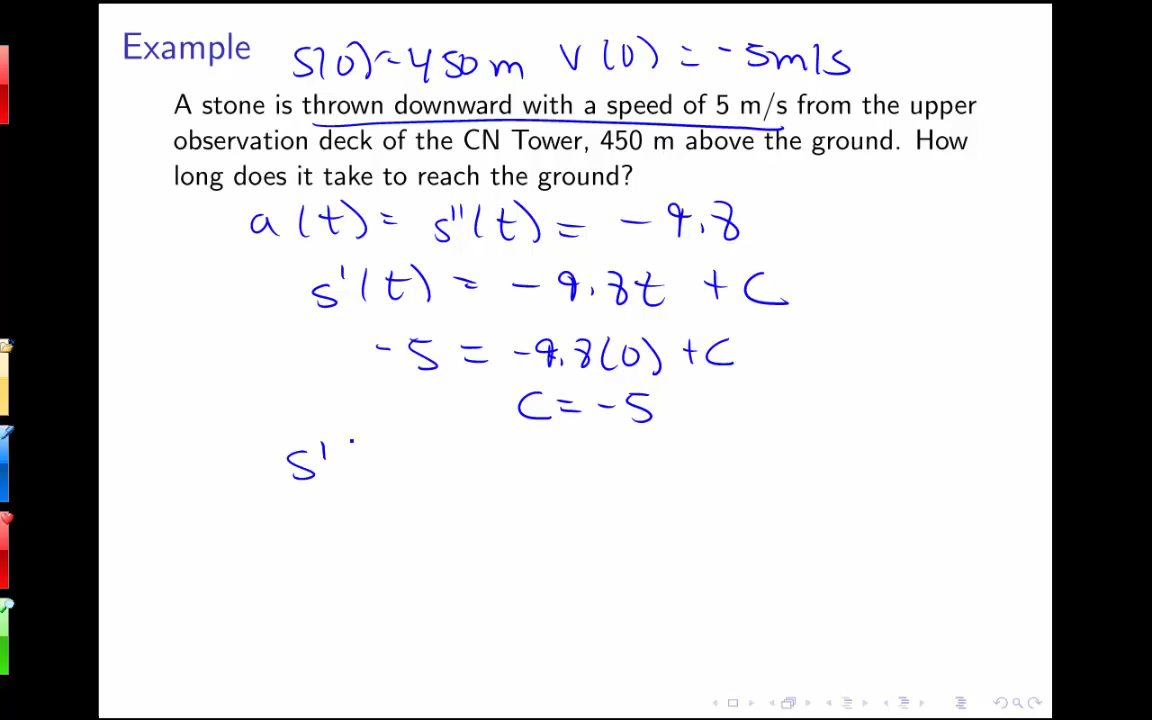 Example
S(0) = 450 m V(0) = -5m/s
A stone is thrown downward with a speed of 5 m/s from the upper
observation deck of the CN Tower, 450 m above the ground. How
long does it take to reach the ground?
a(t) = s''(t) = -9.8
s'(t) = -9.8t + C
-5 = -9.8(0) + C
C = -5
s'